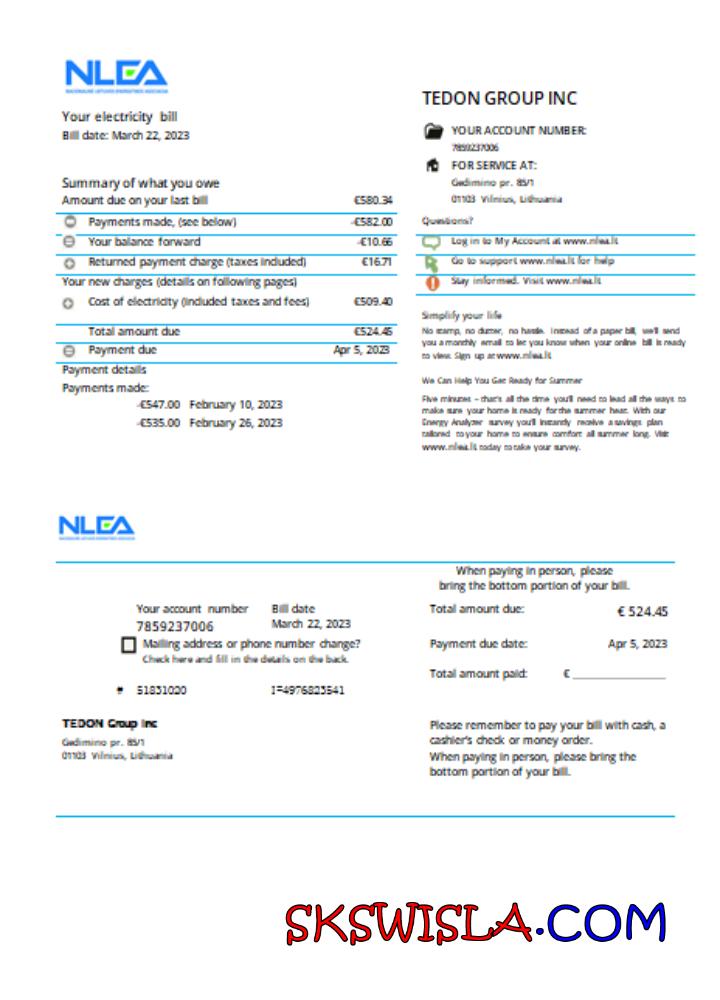 NLEA
Your electricity bill
Bill date: March 22, 2023
TEDON GROUP INC
YOUR ACCOUNT NUMBER:
7859237006
FOR SERVICE AT:
Gedimino pr. 85/1
01103 Vilnius, Lithuania
Summary of what you owe
Amount due on your last bill €580.34
Payments made, (see below) -€582.00
Your balance forward -€10.66
Returned payment charge (taxes included) €16.71
Your new charges (details on following pages)
Cost of electricity (included taxes and fees) €509.40
Total amount due €524.45
Payment due Apr 5, 2023
Payment details
Payments made:
-€547.00 February 10, 2023
-€535.00 February 26, 2023
Questions?
Log in to My Account at www.nlea.lt
Go to support www.nlea.lt for help
Stay informed. Visit www.nlea.lt
Simplify your life
No stamp, no clutter, no hassle. Instead of a paper bill, we'll send
you a monthly email to let you know when your online bill is ready
to view. Sign up at www.nlea.lt
We Can Help You Get Ready for Summer
Five minutes – that's all the time you'll need to lead all the ways to
make sure your home is ready for the summer heat. With our
Energy Analyzer survey you'll instantly receive a savings plan
tailored to your home to ensure comfort all summer long. Visit
www.nlea.lt today to take your survey.
NLEA
When paying in person, please
bring the bottom portion of your bill.
Your account number Bill date
7859237006 March 22, 2023
Mailing address or phone number change?
Check here and fill in the details on the back.
# 51831020 1=4976823541
Total amount due: € 524.45
Payment due date: Apr 5, 2023
Total amount paid: €
TEDON Group Inc
Gedimino pr. 85/1
01103 Vilnius, Lithuania
Please remember to pay your bill with cash, a
cashier's check or money order.
When paying in person, please bring the
bottom portion of your bill.
SKSWISLA.COM